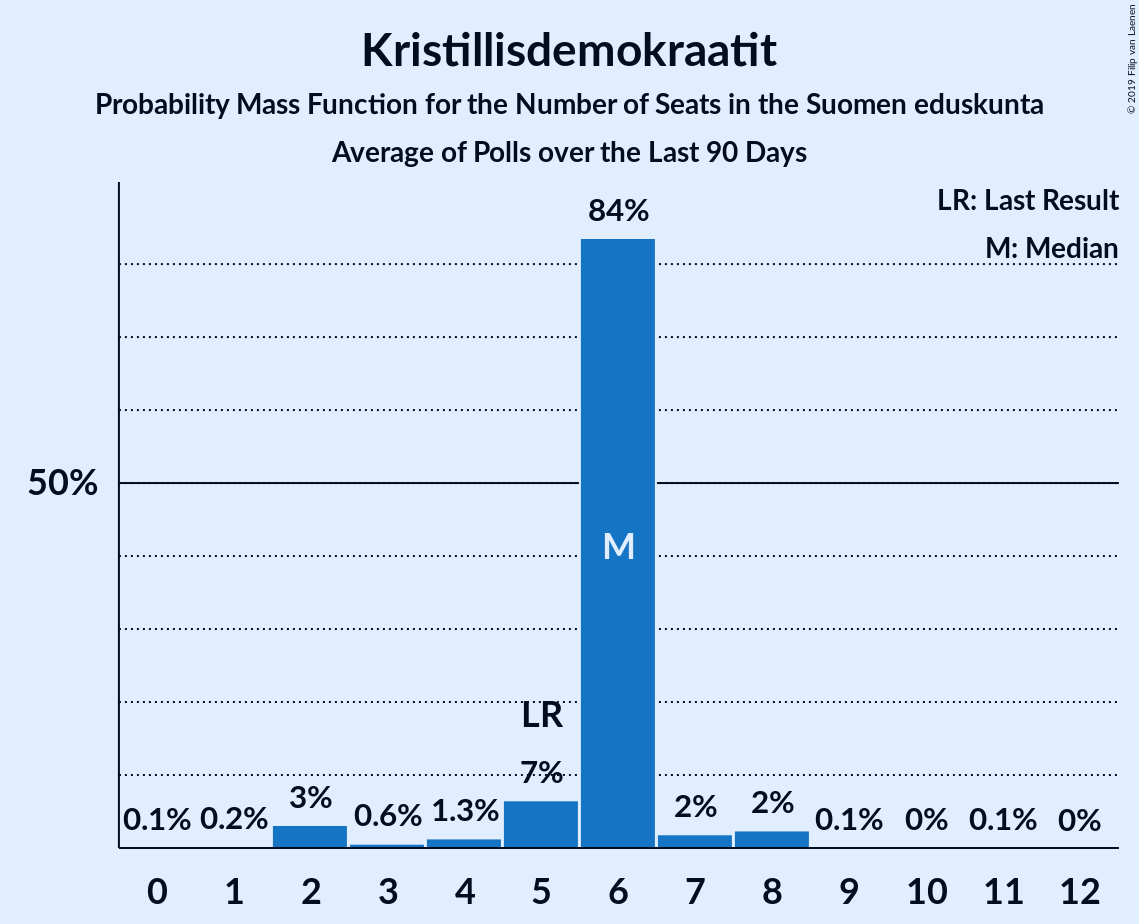 Kristillisdemokraatit
Probability Mass Function for the Number of Seats in the Suomen eduskunta
Average of Polls over the Last 90 Days
© 2019 Filip van Laenen
LR: Last Result
M: Median
84%
50%
M
LR
7%
3%
2%
2%
0.1%
0.2%
0.6%
1.3%
0.1%
0%
0.1%
0%
0 1 2 3 4 5 6 7 8 9 10 11 12